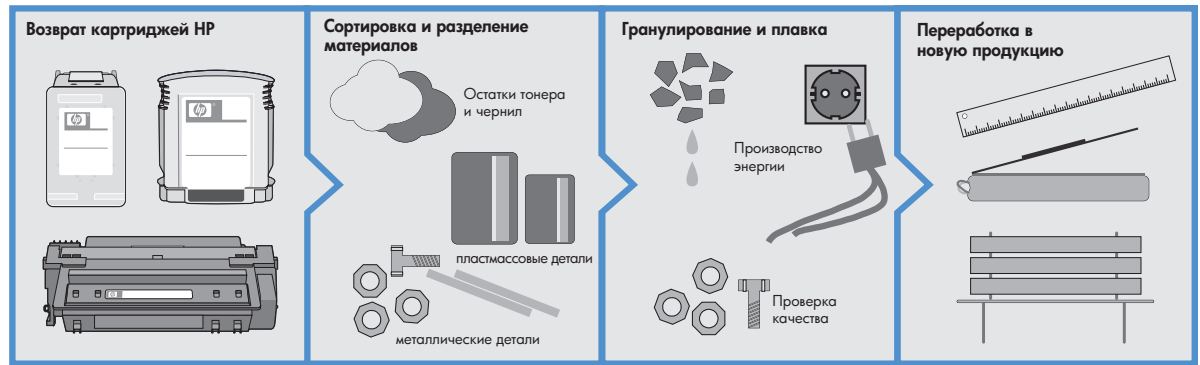 Возврат картриджей HP
Сортировка и разделение
материалов
Остатки тонера
и чернил
пластмассовые детали
металлические детали
Гранулирование и плавка
Производство
энергии
Проверка
качества
Переработка в
новую продукцию